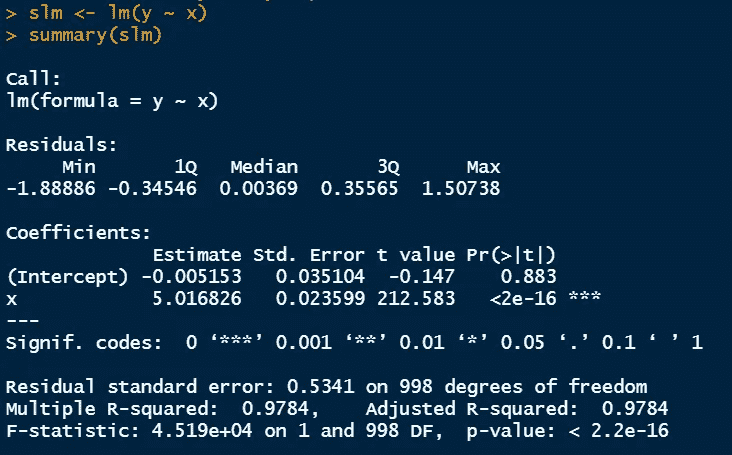 > slm <- lm(y ~ x)
> summary(slm)
Call:
lm(formula = y ~ x)
Residuals:
     Min       1Q   Median       3Q      Max
-1.88886 -0.34546  0.00369  0.35565  1.50738
Coefficients:
             Estimate Std. Error t value Pr(>|t|)
(Intercept) -0.005153   0.035104  -0.147    0.883
x            5.016826   0.023599 212.583   <2e-16 ***
---
Signif. codes:  0 ‘***’ 0.001 ‘**’ 0.01 ‘*’ 0.05 ‘.’ 0.1 ‘ ’ 1
Residual standard error: 0.5341 on 998 degrees of freedom
Multiple R-squared:  0.9784,    Adjusted R-squared:  0.9784
F-statistic: 4.519e+04 on 1 and 998 DF,  p-value: < 2.2e-16